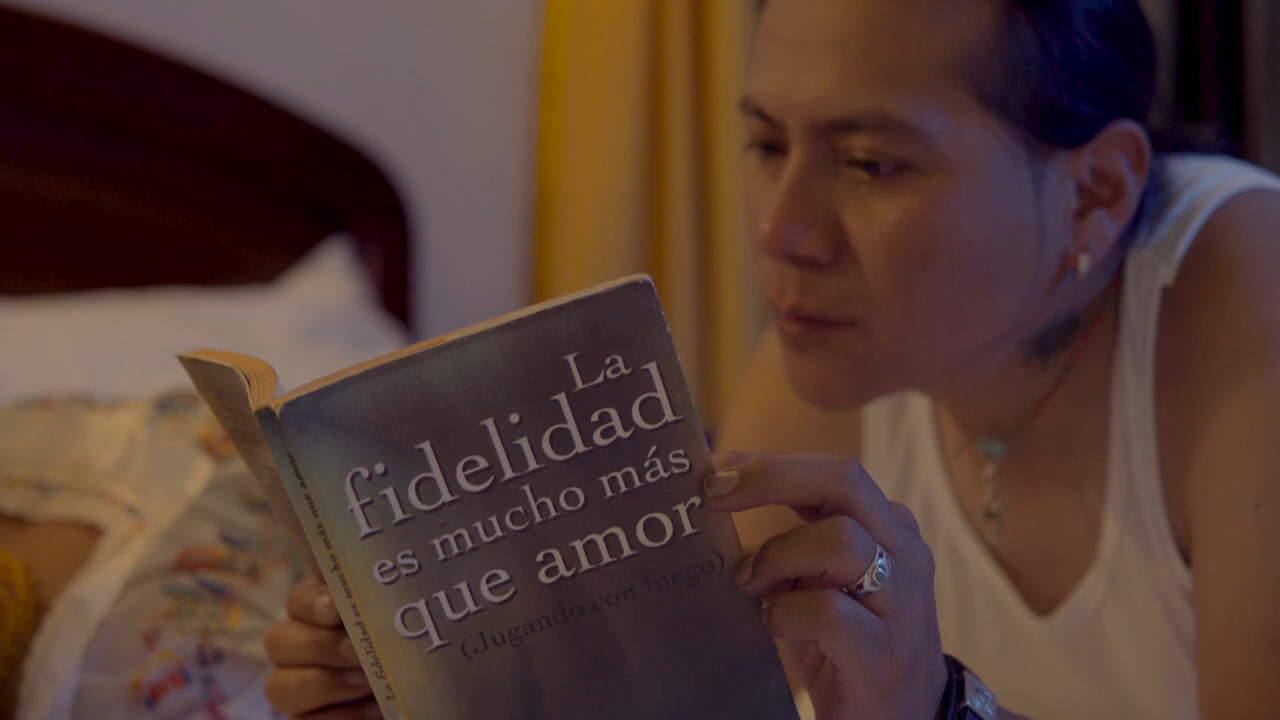 La
fidelidad
es mucho más
que amor
(Jugando con fuego)
La fidelidad es mucho más que amor